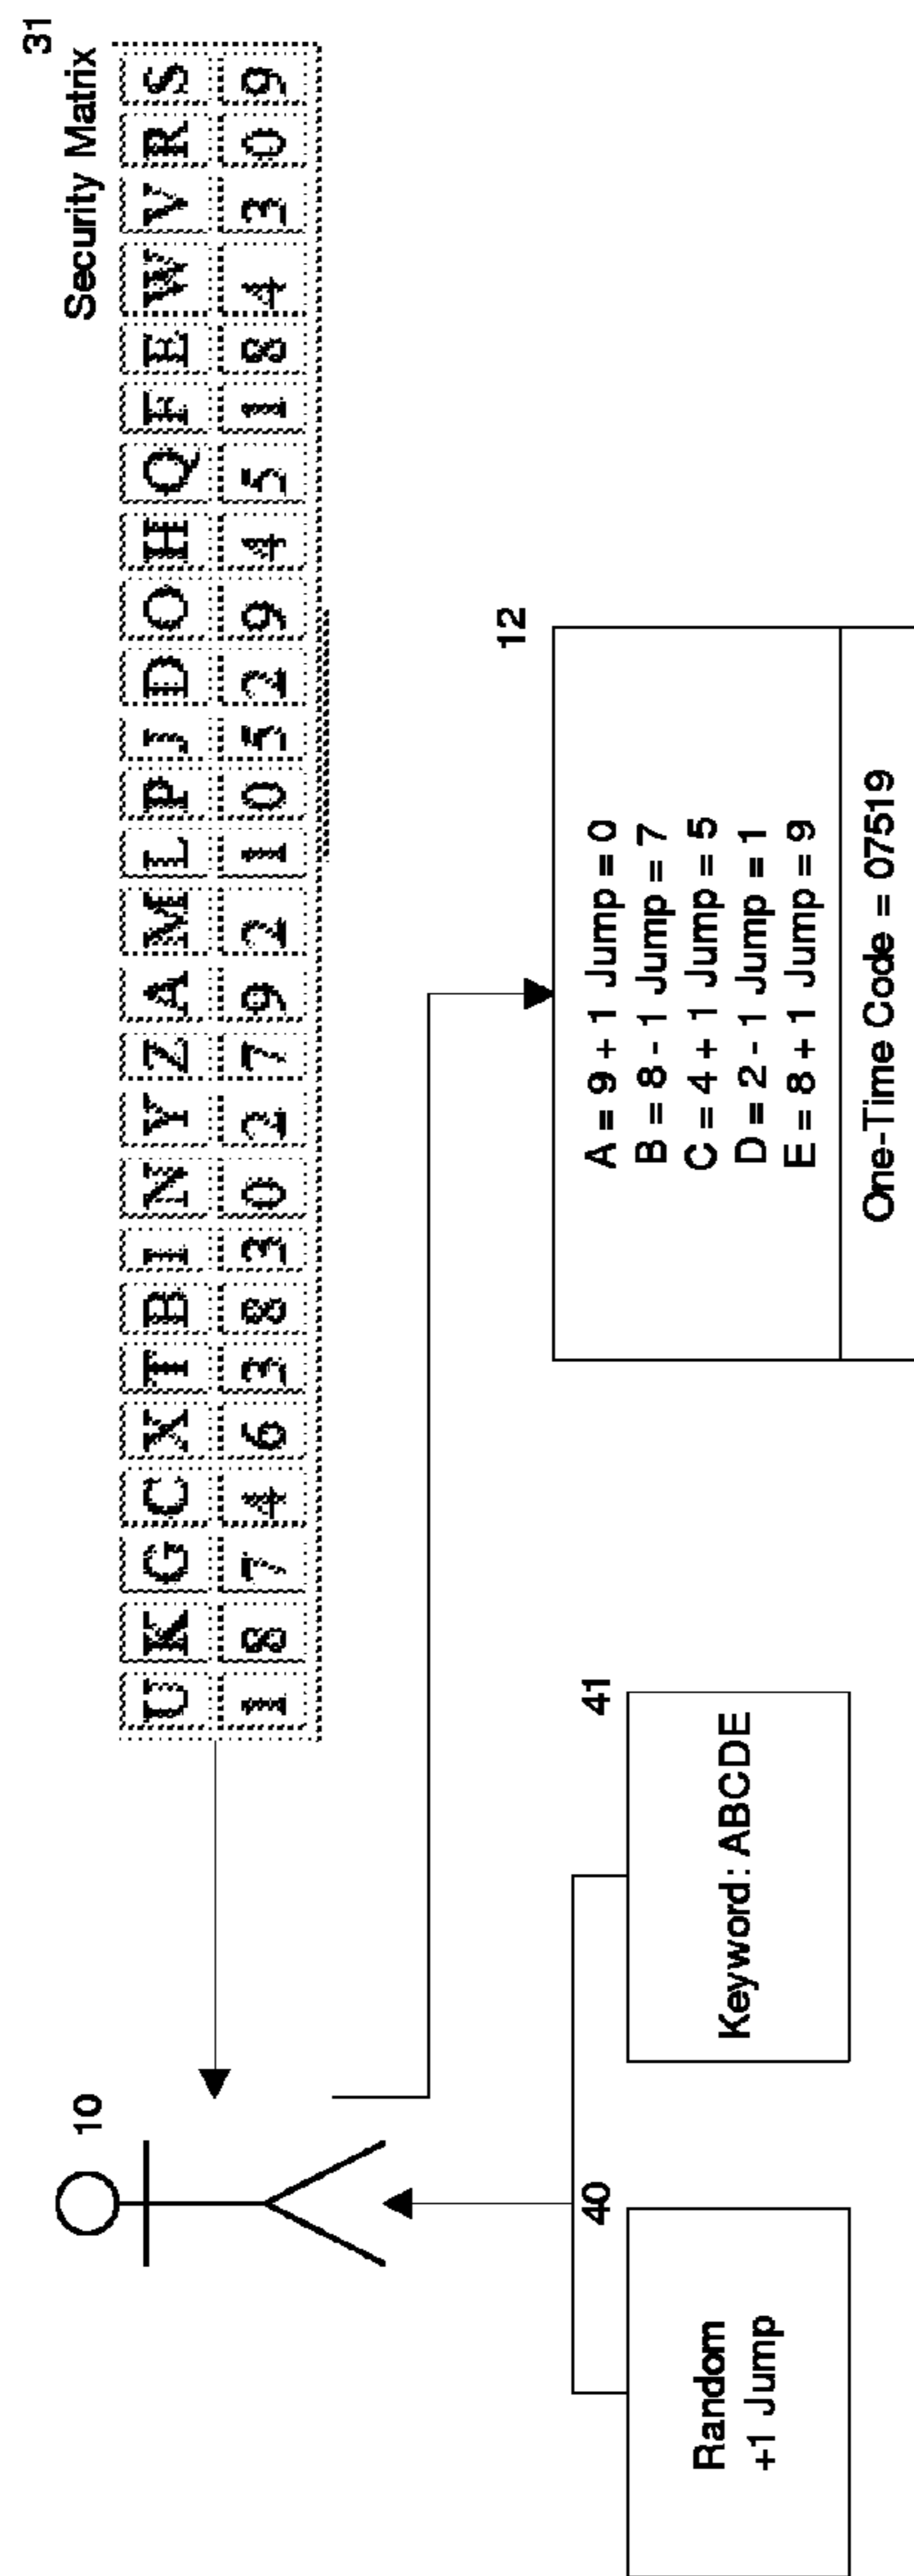 31
Security Matrix
U K G C X T B I N Y Z A M L P J D O H Q F E W V R S
1 8 7 4 6 3 8 3 0 2 7 9 2 1 0 5 2 9 4 5 1 8 4 3 0 9
10
12
A = 9 + 1 Jump = 0
B = 8 - 1 Jump = 7
C = 4 + 1 Jump = 5
D = 2 - 1 Jump = 1
E = 8 + 1 Jump = 9
One-Time Code = 07519
40
Random
+1 Jump
41
Keyword: ABCDE